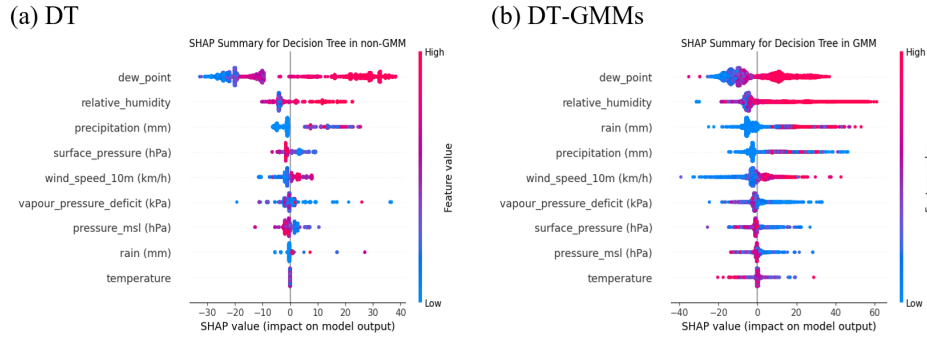 (a) DT
SHAP Summary for Decision Tree in non-GMM
High
dew_point
relative_humidity
precipitation (mm)
surface_pressure (hPa)
wind_speed_10m (km/h)
vapour_pressure_deficit (kPa)
pressure_msl (hPa)
rain (mm)
temperature
Feature value
Low
−30 −20 −10 0 10 20 30 40
SHAP value (impact on model output)
(b) DT-GMMs
SHAP Summary for Decision Tree in GMM
High
dew_point
relative_humidity
rain (mm)
precipitation (mm)
wind_speed_10m (km/h)
vapour_pressure_deficit (kPa)
surface_pressure (hPa)
pressure_msl (hPa)
temperature
Low
−40 −20 0 20 40 60
SHAP value (impact on model output)